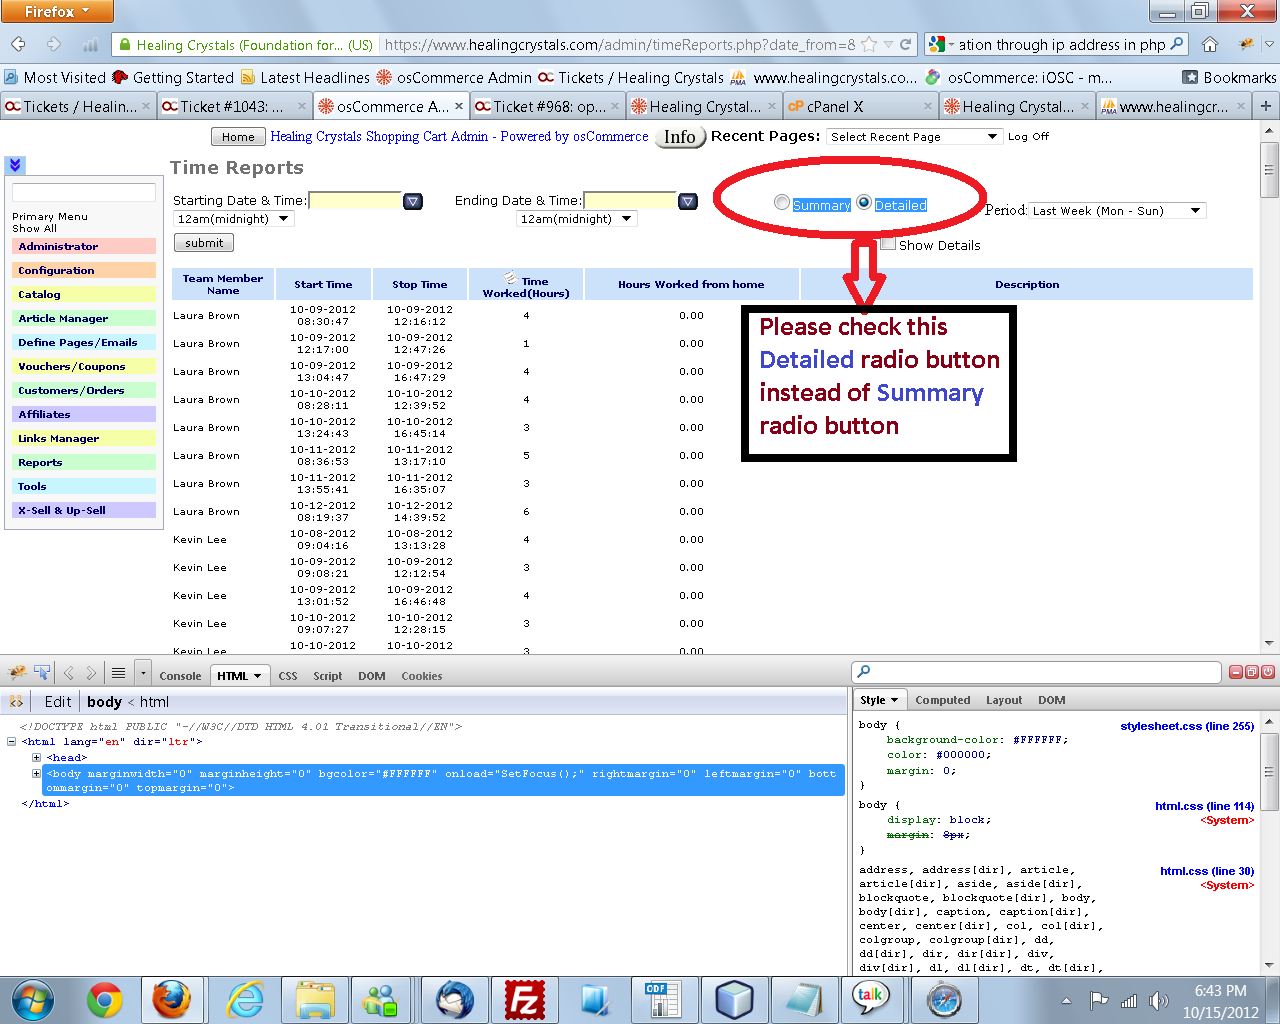 Firefox
Healing Crystals (Foundation for... (US)
https://www.healingcrystals.com/admin/timeReports.php?date_from=8
ation through ip address in php
Most Visited Getting Started Latest Headlines osCommerce Admin Tickets / Healing Crystals www.healingcrystals.co... osCommerce: iOSC - m... Bookmarks
Tickets / Healin... Ticket #1043: ... osCommerce A... Ticket #968: op... Healing Crystal... cPanel X Healing Crystal... www.healingcr...
Home Healing Crystals Shopping Cart Admin - Powered by osCommerce Info Recent Pages: Select Recent Page Log Off
Time Reports
Starting Date & Time: Ending Date & Time: Summary Detailed Period: Last Week (Mon - Sun)
12am(midnight) 12am(midnight)
submit Show Details
Primary Menu
Show All
Administrator
Configuration
Catalog
Article Manager
Define Pages/Emails
Vouchers/Coupons
Customers/Orders
Affiliates
Links Manager
Reports
Tools
X-Sell & Up-Sell
Team Member Name Start Time Stop Time Time Worked(Hours) Hours Worked from home Description
Laura Brown 10-09-2012 08:30:47 10-09-2012 12:16:12 4 0.00
Laura Brown 10-09-2012 12:17:00 10-09-2012 12:47:26 1 0.00
Laura Brown 10-09-2012 13:04:47 10-09-2012 16:47:29 4 0.00
Laura Brown 10-10-2012 08:28:11 10-10-2012 12:39:52 4 0.00
Laura Brown 10-10-2012 13:24:43 10-10-2012 16:45:14 3 0.00
Laura Brown 10-11-2012 08:36:53 10-11-2012 13:17:10 5 0.00
Laura Brown 10-11-2012 13:55:41 10-11-2012 16:35:07 3 0.00
Laura Brown 10-12-2012 08:19:37 10-12-2012 14:39:52 6 0.00
Kevin Lee 10-08-2012 09:04:16 10-08-2012 13:13:28 4 0.00
Kevin Lee 10-09-2012 09:08:21 10-09-2012 12:12:54 3 0.00
Kevin Lee 10-09-2012 13:01:52 10-09-2012 16:46:48 4 0.00
Kevin Lee 10-10-2012 09:07:27 10-10-2012 12:28:15 3 0.00
Kevin Lee 10-10-2012 10-10-2012 3 0.00
Please check this
Detailed radio button
instead of Summary
radio button
Console HTML CSS Script DOM Cookies
Edit body < html
<!DOCTYPE html PUBLIC "-//W3C//DTD HTML 4.01 Transitional//EN">
<html lang="en" dir="ltr">
<head>
<body marginwidth="0" marginheight="0" bgcolor="#FFFFFF" onload="SetFocus();" rightmargin="0" leftmargin="0" bott
ommargin="0" topmargin="0">
</html>
Style Computed Layout DOM
body { stylesheet.css (line 255)
background-color: #FFFFFF;
color: #000000;
margin: 0;
}
body { html.css (line 114)
display: block; <System>
margin: 8px;
}
address, address[dir], article, html.css (line 30)
article[dir], aside, aside[dir], <System>
blockquote, blockquote[dir], body,
body[dir], caption, caption[dir],
center, center[dir], col, col[dir],
colgroup, colgroup[dir], dd,
dd[dir], dir, dir[dir], div,
div[dir], dl, dl[dir], dt, dt[dir],
ODF
talk
6:43 PM
10/15/2012